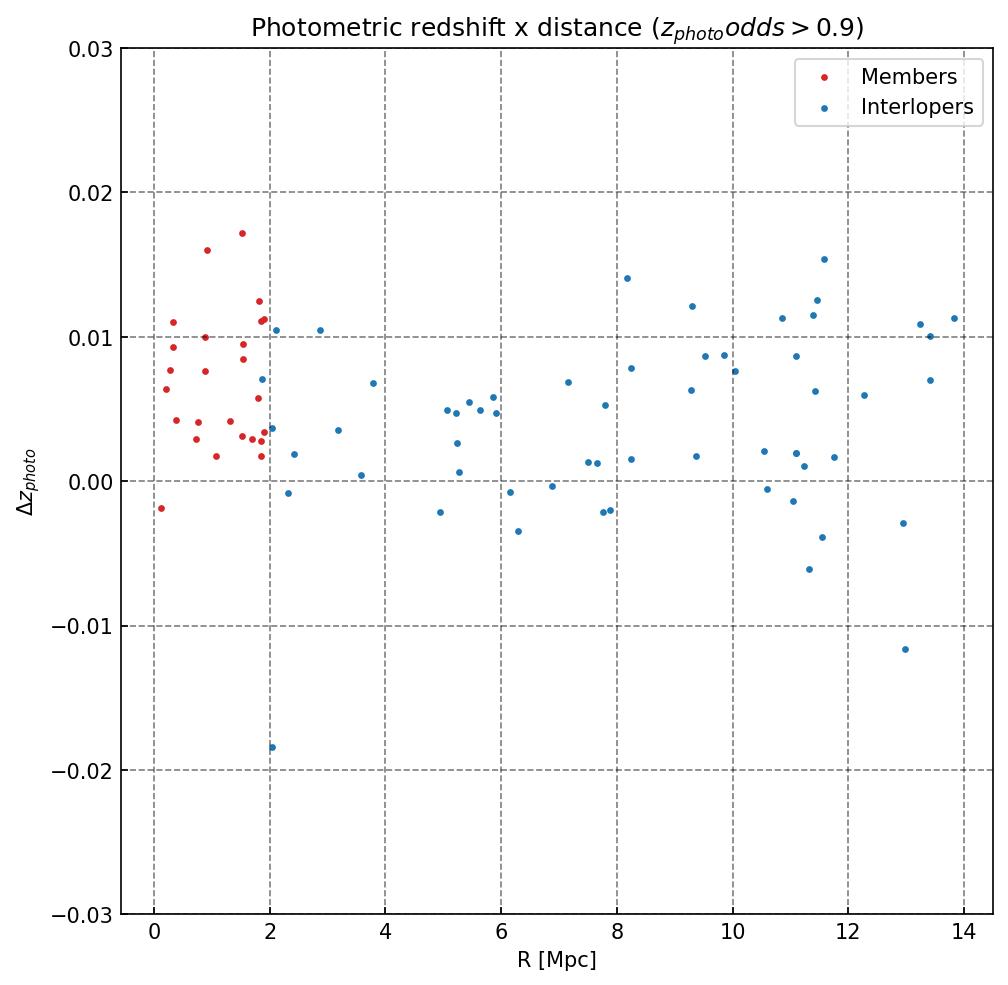 Photometric redshift x distance ($z_{photo}odds > 0.9$)
Members
Interlopers
0.03
0.02
0.01
0.00
−0.01
−0.02
−0.03
$\Delta z_{photo}$
0 2 4 6 8 10 12 14
R [Mpc]